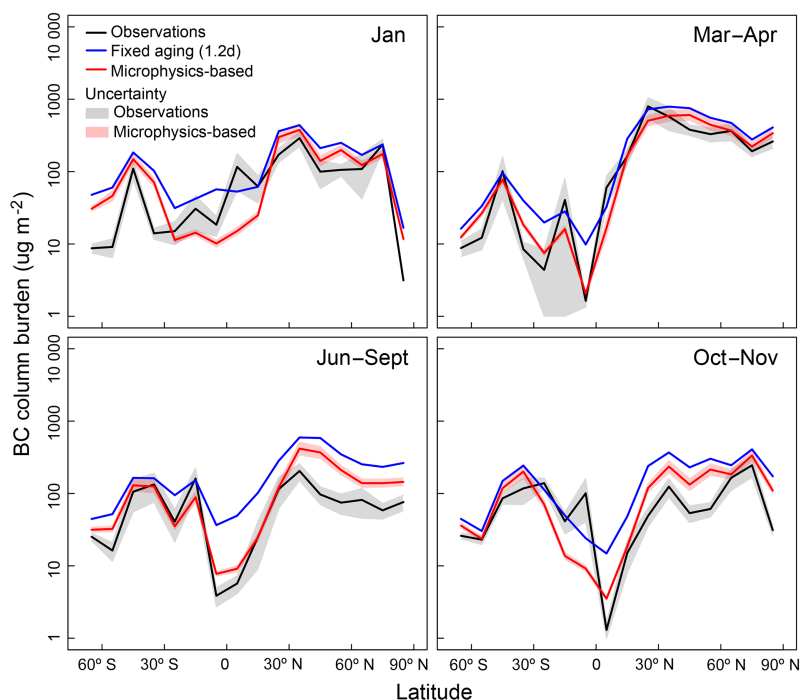 Jan
Observations
Fixed aging (1.2d)
Microphysics-based
Uncertainty
Observations
Microphysics-based
Mar–Apr
Jun–Sept
Oct–Nov
BC column burden (ug m⁻²)
10 000
1000
100
10
1
10 000
1000
100
10
1
60º S 30º S 0 30º N 60º N 90º N
60º S 30º S 0 30º N 60º N 90º N
Latitude